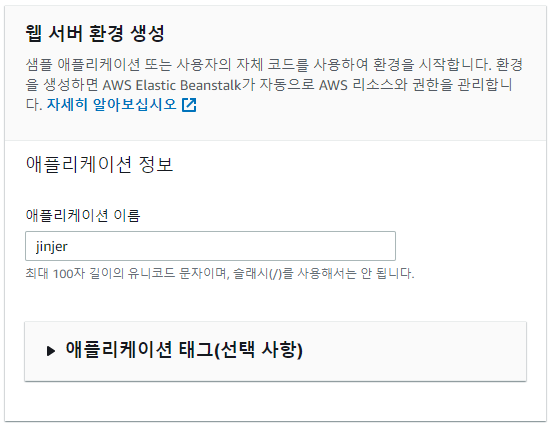 웹 서버 환경 생성
샘플 애플리케이션 또는 사용자의 자체 코드를 사용하여 환경을 시작합니다. 환경
을 생성하면 AWS Elastic Beanstalk가 자동으로 AWS 리소스와 권한을 관리합니
다. 자세히 알아보십시오
애플리케이션 정보
애플리케이션 이름
jinjer
최대 100자 길이의 유니코드 문자이며, 슬래시(/)를 사용해서는 안 됩니다.
애플리케이션 태그(선택 사항)